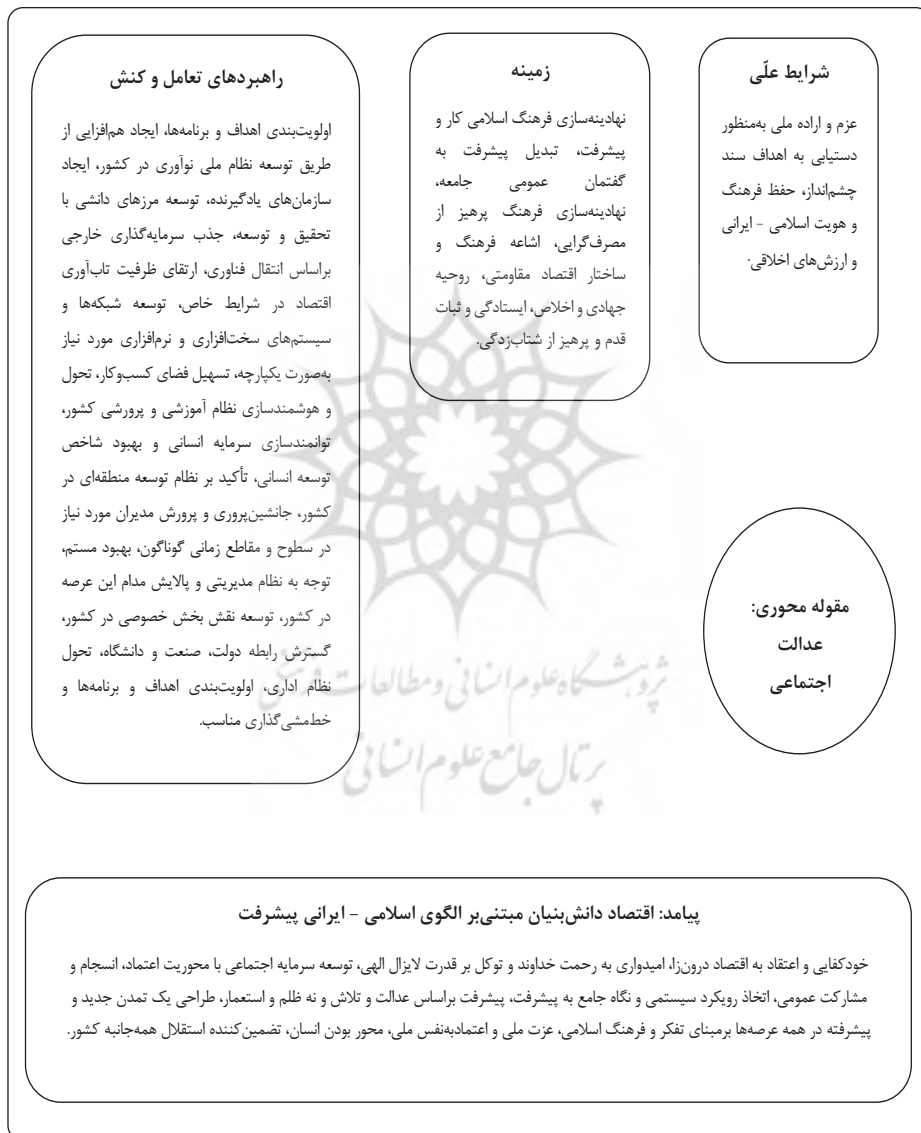 شرایط علّی
عزم و اراده ملی به‌منظور
دستیابی به اهداف سند
چشم‌انداز، حفظ فرهنگ
و هویت اسلامی - ایرانی
و ارزش‌های اخلاقی.
زمینه
نهادینه‌سازی فرهنگ اسلامی کار و
پیشرفت، تبدیل پیشرفت به
گفتمان عمومی جامعه،
نهادینه‌سازی فرهنگ پرهیز از
مصرف‌گرایی، اشاعه فرهنگ و
ساختار اقتصاد مقاومتی، روحیه
جهادی و اخلاص، ایستادگی و ثبات
قدم و پرهیز از شتاب‌زدگی.
راهبردهای تعامل و کنش
اولویت‌بندی اهداف و برنامه‌ها، ایجاد هم‌افزایی از
طریق توسعه نظام ملی نوآوری در کشور، ایجاد
سازمان‌های یادگیرنده، توسعه مرزهای دانشی با
تحقیق و توسعه، جذب سرمایه‌گذاری خارجی
براساس انتقال فناوری، ارتقای ظرفیت تاب‌آوری
اقتصاد در شرایط خاص، توسعه شبکه‌ها و
سیستم‌های سخت‌افزاری و نرم‌افزاری مورد نیاز
به‌صورت یکپارچه، تسهیل فضای کسب‌وکار، تحول
و هوشمندسازی نظام آموزشی و پرورشی کشور،
توانمندسازی سرمایه انسانی و بهبود شاخص
توسعه انسانی، تأکید بر نظام توسعه منطقه‌ای در
کشور، جانشین‌پروری و پرورش مدیران مورد نیاز
در سطوح و مقاطع زمانی گوناگون، بهبود مستم،
توجه به نظام مدیریتی و پالایش مدام این عرصه
در کشور، توسعه نقش بخش خصوصی در کشور،
گسترش رابطه دولت، صنعت و دانشگاه، تحول
نظام اداری، اولویت‌بندی اهداف و برنامه‌ها و
خط‌مشی‌گذاری مناسب.
مقوله محوری:
عدالت
اجتماعی
پژوهشگاه علوم انسانی و مطالعات فرهنگی
پرتال جامع علوم انسانی
پیامد: اقتصاد دانش‌بنیان مبتنی‌بر الگوی اسلامی - ایرانی پیشرفت
خودکفایی و اعتقاد به اقتصاد درون‌زا، امیدواری به رحمت خداوند و توکل بر قدرت لایزال الهی، توسعه سرمایه اجتماعی با محوریت اعتماد، انسجام و
مشارکت عمومی، اتخاذ رویکرد سیستمی و نگاه جامع به پیشرفت، پیشرفت براساس عدالت و تلاش و نه ظلم و استعمار، طراحی یک تمدن جدید و
پیشرفته در همه عرصه‌ها برمبنای تفکر و فرهنگ اسلامی، عزت ملی و اعتمادبه‌نفس ملی، محور بودن انسان، تضمین‌کننده استقلال همه‌جانبه کشور.